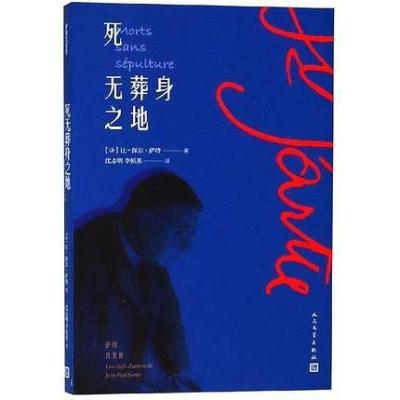 死
Morts
sans
sépulture
无葬身
之地
[法]让-保尔·萨特——著
沈志明 李恒基——译
萨特
代表作
Les chefs-d'œuvre de
Jean-Paul Sartre
J.P. Sartre
人民文学出版社
死无葬身之地